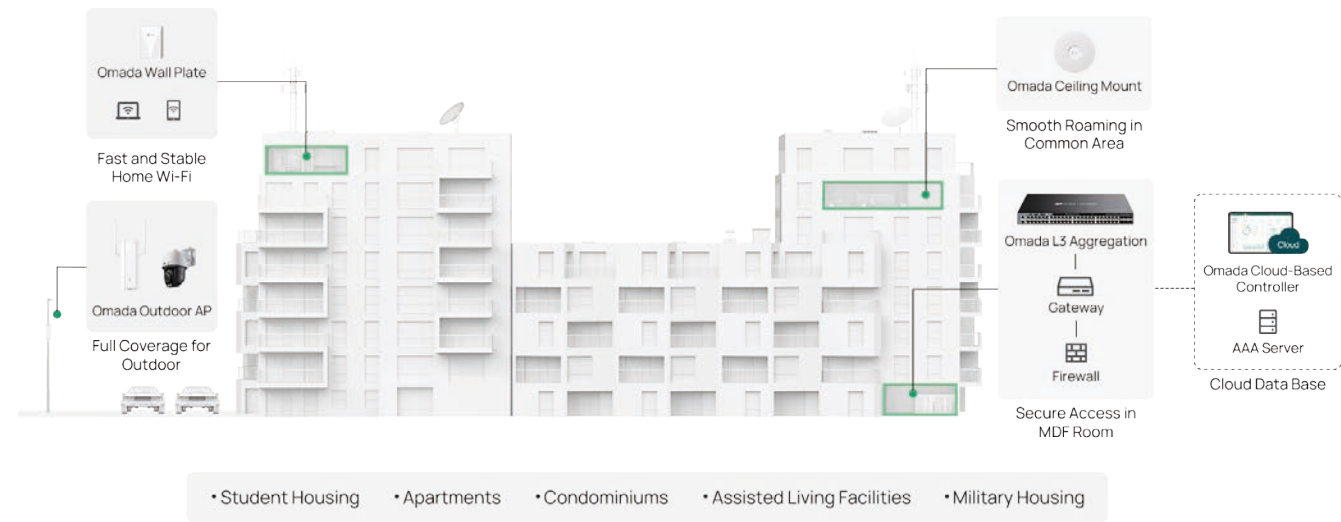 Omada Wall Plate
Fast and Stable
Home Wi-Fi
Omada Outdoor AP
Full Coverage for
Outdoor
Omada Ceiling Mount
Smooth Roaming in
Common Area
Omada L3 Aggregation
Gateway
Firewall
Secure Access in
MDF Room
Cloud
Omada Cloud-Based
Controller
AAA Server
Cloud Data Base
• Student Housing
• Apartments
• Condominiums
• Assisted Living Facilities
• Military Housing